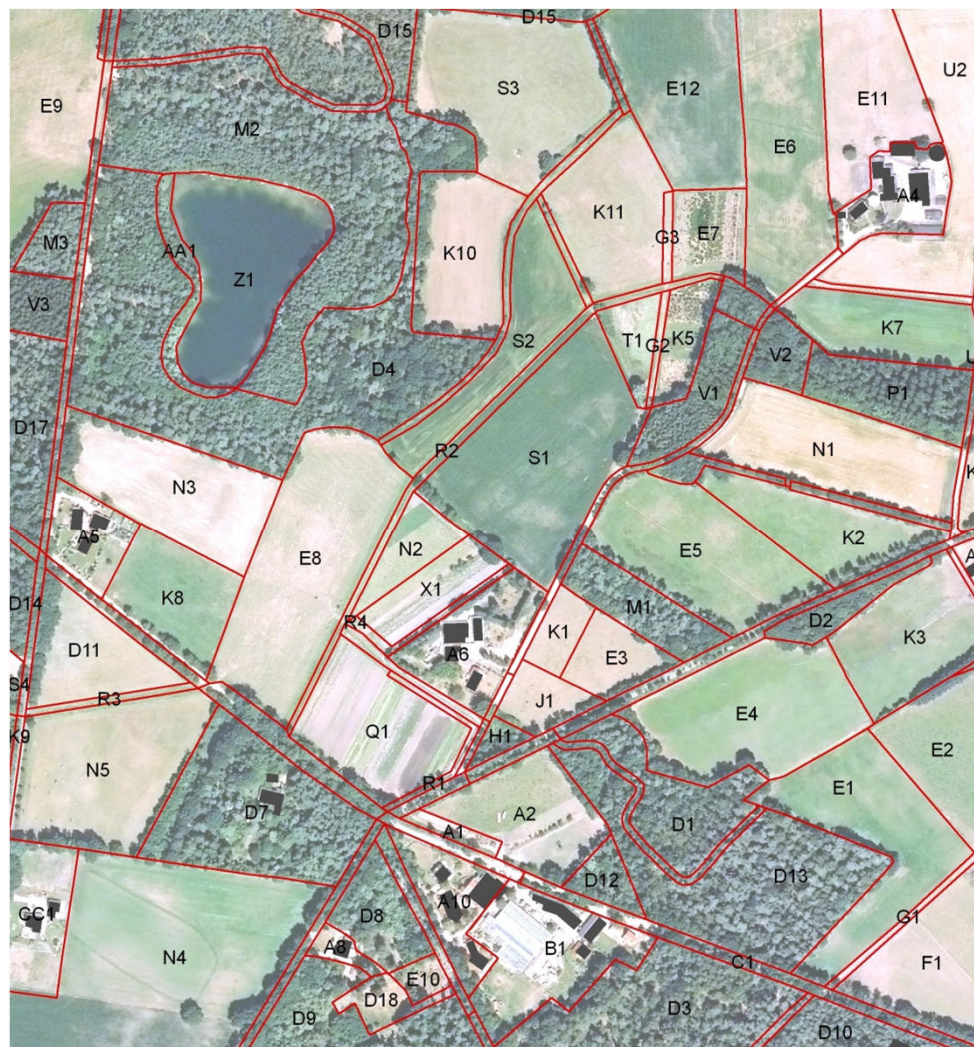 D15
D15
U2
E9
S3
E12
E11
M2
E6
A4
K11
M3
AA1
Z1
K10
G3
E7
V3
K7
S2
T1
G2
K5
V2
D4
P1
V1
D17
R2
S1
N1
N3
K
A5
E8
N2
E5
K2
A
X1
D14
K8
M1
D2
R4
K3
D11
A6
K1
E3
S4
R3
J1
E4
K9
Q1
H1
E2
N5
R1
E1
D7
A1
A2
D1
D13
D12
A10
CC1
D8
G1
A8
B1
N4
C1
F1
E10
D18
D9
D3
D10